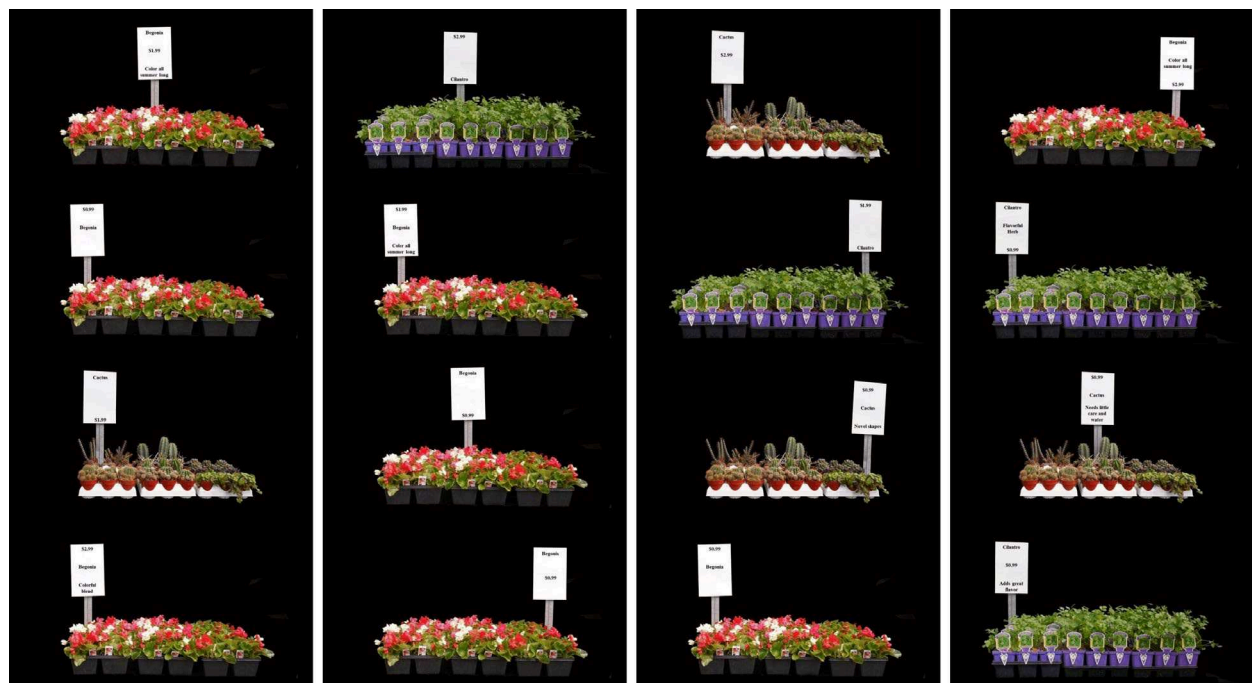 Begonia
$1.99
Color all
summer long
$2.99
Cilantro
Cactus
$2.99
Begonia
Color all
summer long
$2.99
$0.99
Begonia
$1.99
Begonia
Color all
summer long
$1.99
Cilantro
Cilantro
Flavorful
Herb
$0.99
Cactus
$1.99
Begonia
$0.99
$0.99
Cactus
Novel shapes
$0.99
Cactus
Needs little
care and
water
$2.99
Begonia
Colorful
blend
Begonia
$0.99
$0.99
Begonia
Cilantro
$0.99
Adds great
flavor